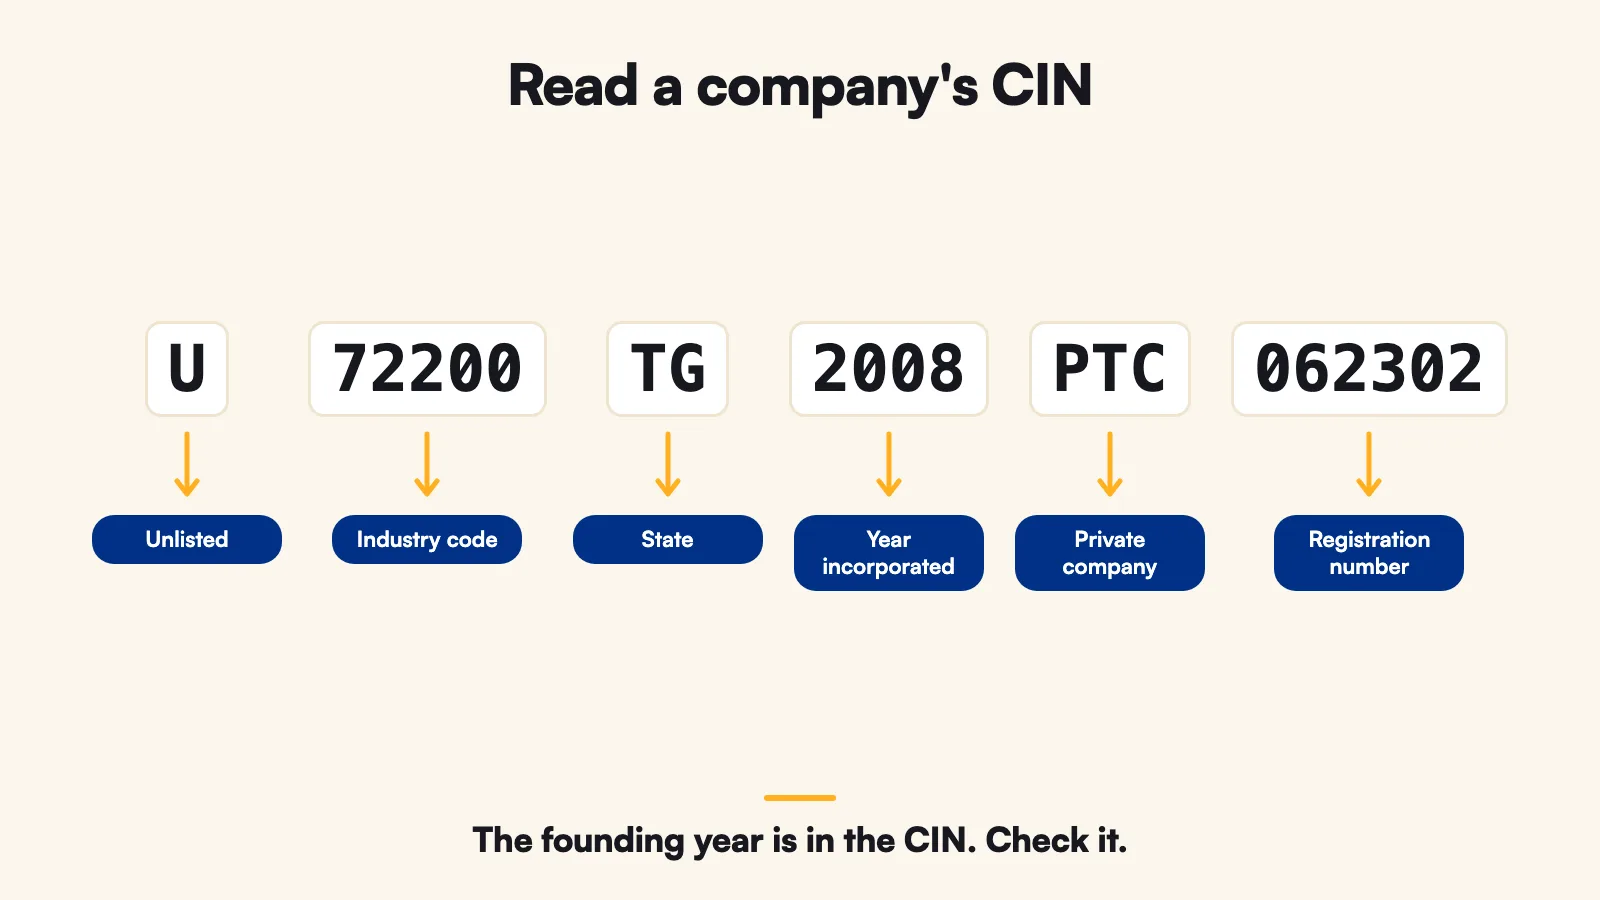 Read a company's CIN
U 72200 TG 2008 PTC 062302
Unlisted
Industry code
State
Year
incorporated
Private
company
Registration
number
The founding year is in the CIN. Check it.